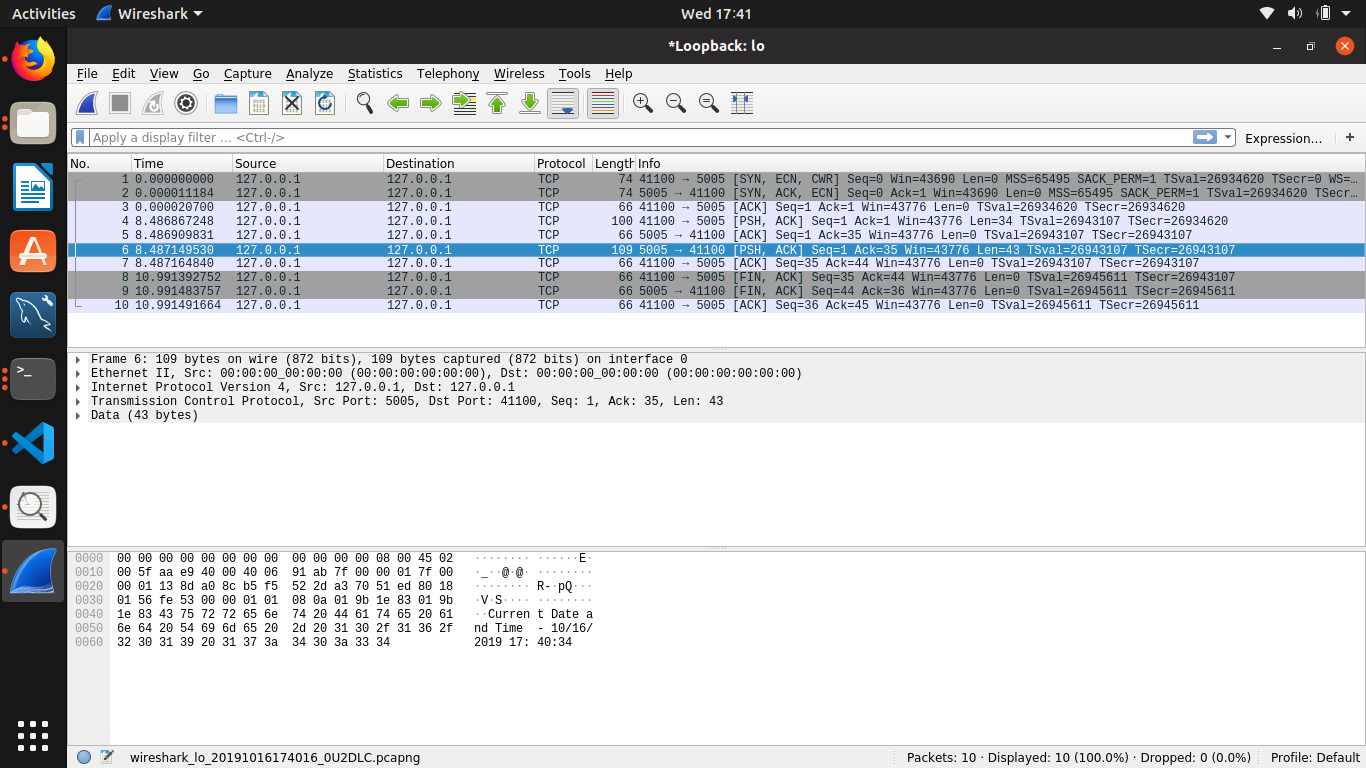 Activities Wireshark Wed 17:41
*Loopback: lo
File Edit View Go Capture Analyze Statistics Telephony Wireless Tools Help
Apply a display filter … <Ctrl-/> Expression… +
No. Time Source Destination Protocol Length Info
1 0.000000000 127.0.0.1 127.0.0.1 TCP 74 41100 → 5005 [SYN, ECN, CWR] Seq=0 Win=43690 Len=0 MSS=65495 SACK_PERM=1 TSval=26934620 TSecr=0 WS=…
2 0.000011184 127.0.0.1 127.0.0.1 TCP 74 5005 → 41100 [SYN, ACK, ECN] Seq=0 Ack=1 Win=43690 Len=0 MSS=65495 SACK_PERM=1 TSval=26934620 TSecr…
3 0.000020700 127.0.0.1 127.0.0.1 TCP 66 41100 → 5005 [ACK] Seq=1 Ack=1 Win=43776 Len=0 TSval=26934620 TSecr=26934620
4 8.486867248 127.0.0.1 127.0.0.1 TCP 100 41100 → 5005 [PSH, ACK] Seq=1 Ack=1 Win=43776 Len=34 TSval=26943107 TSecr=26934620
5 8.486909831 127.0.0.1 127.0.0.1 TCP 66 5005 → 41100 [ACK] Seq=1 Ack=35 Win=43776 Len=0 TSval=26943107 TSecr=26943107
6 8.487149530 127.0.0.1 127.0.0.1 TCP 109 5005 → 41100 [PSH, ACK] Seq=1 Ack=35 Win=43776 Len=43 TSval=26943107 TSecr=26943107
7 8.487164840 127.0.0.1 127.0.0.1 TCP 66 41100 → 5005 [ACK] Seq=35 Ack=44 Win=43776 Len=0 TSval=26943107 TSecr=26943107
8 10.991392752 127.0.0.1 127.0.0.1 TCP 66 41100 → 5005 [FIN, ACK] Seq=35 Ack=44 Win=43776 Len=0 TSval=26945611 TSecr=26943107
9 10.991483757 127.0.0.1 127.0.0.1 TCP 66 5005 → 41100 [FIN, ACK] Seq=44 Ack=36 Win=43776 Len=0 TSval=26945611 TSecr=26945611
10 10.991491664 127.0.0.1 127.0.0.1 TCP 66 41100 → 5005 [ACK] Seq=36 Ack=45 Win=43776 Len=0 TSval=26945611 TSecr=26945611
Frame 6: 109 bytes on wire (872 bits), 109 bytes captured (872 bits) on interface 0
Ethernet II, Src: 00:00:00_00:00:00 (00:00:00:00:00:00), Dst: 00:00:00_00:00:00 (00:00:00:00:00:00)
Internet Protocol Version 4, Src: 127.0.0.1, Dst: 127.0.0.1
Transmission Control Protocol, Src Port: 5005, Dst Port: 41100, Seq: 1, Ack: 35, Len: 43
Data (43 bytes)
0000 00 00 00 00 00 00 00 00 00 00 00 00 08 00 45 02 ········ ······E·
0010 00 5f aa e9 40 00 40 06 91 ab 7f 00 00 01 7f 00 ·_··@·@· ········
0020 00 01 13 8d a0 8c b5 f5 52 2d a3 70 51 ed 80 18 ········ R-·pQ···
0030 01 56 fe 53 00 00 01 01 08 0a 01 9b 1e 83 01 9b ·V·S···· ········
0040 1e 83 43 75 72 72 65 6e 74 20 44 61 74 65 20 61 ··Curren t Date a
0050 6e 64 20 54 69 6d 65 20 2d 20 31 30 2f 31 36 2f nd Time - 10/16/
0060 32 30 31 39 20 31 37 3a 34 30 3a 33 34 2019 17: 40:34
wireshark_lo_20191016174016_0U2DLC.pcapng Packets: 10 · Displayed: 10 (100.0%) · Dropped: 0 (0.0%) Profile: Default